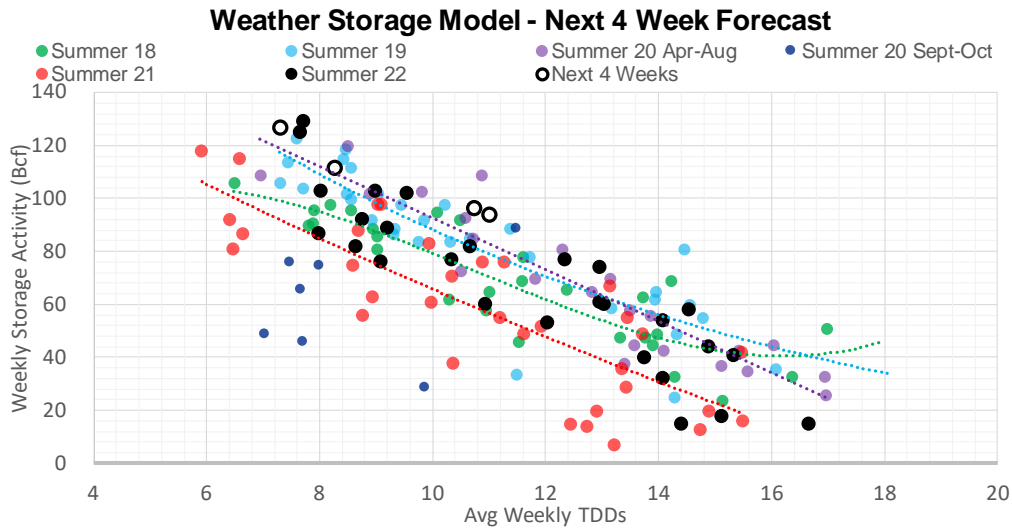 Weather Storage Model - Next 4 Week Forecast
Summer 18 Summer 19 Summer 20 Apr-Aug Summer 20 Sept-Oct
Summer 21 Summer 22 Next 4 Weeks
140
120
100
80
60
40
20
0
Weekly Storage Activity (Bcf)
4 6 8 10 12 14 16 18 20
Avg Weekly TDDs